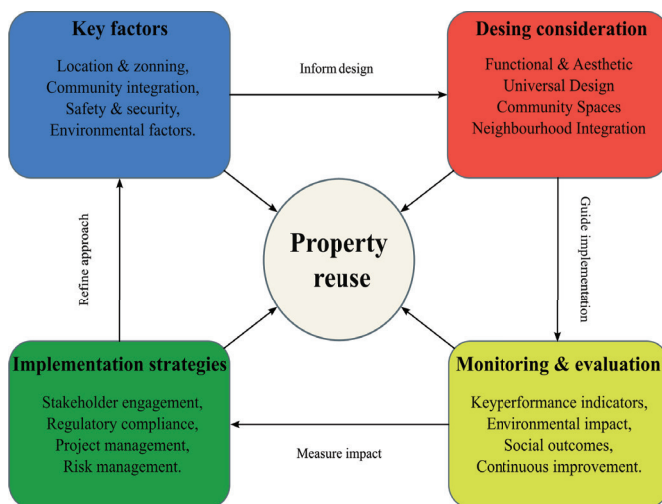 Key factors
Location & zonning,
Community integration,
Safety & security,
Environmental factors.
Inform design
Desing consideration
Functional & Aesthetic
Universal Design
Community Spaces
Neighbourhood Integration
Property
reuse
Refine approach
Guide implementation
Implementation strategies
Stakeholder engagement,
Regulatory compliance,
Project management,
Risk management.
Measure impact
Monitoring & evaluation
Keyperformance indicators,
Environmental impact,
Social outcomes,
Continuous improvement.